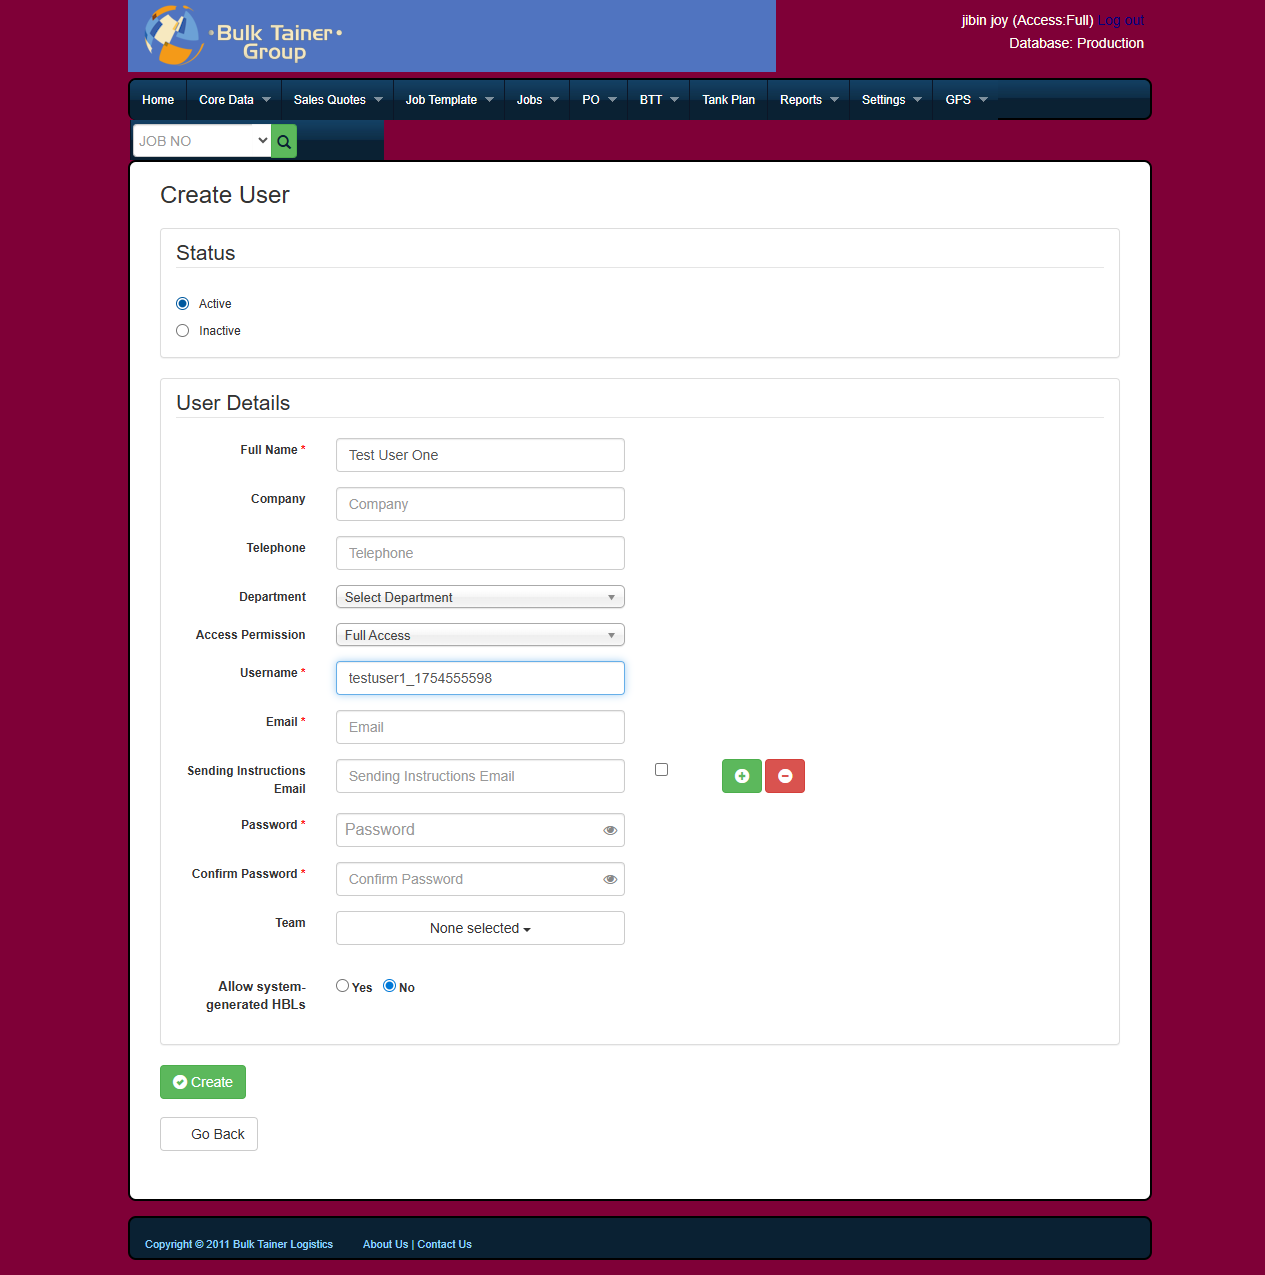 • Bulk Tainer •
Group
jibin joy (Access:Full) Log out
Database: Production
Home Core Data Sales Quotes Job Template Jobs PO BTT Tank Plan Reports Settings GPS
JOB NO
Create User
Status
Active
Inactive
User Details
Full Name * Test User One
Company Company
Telephone Telephone
Department Select Department
Access Permission Full Access
Username * testuser1_1754555598
Email * Email
Sending Instructions Email Sending Instructions Email
Password * Password
Confirm Password * Confirm Password
Team None selected
Allow system-generated HBLs Yes No
Create
Go Back
Copyright © 2011 Bulk Tainer Logistics About Us | Contact Us